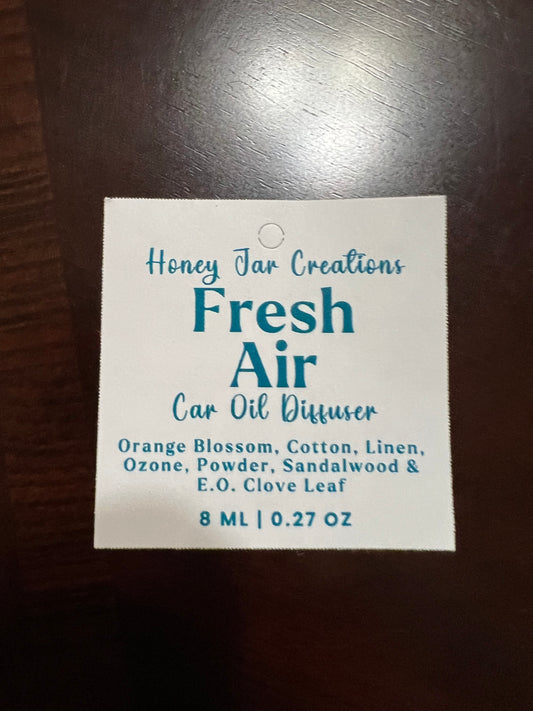 Honey Jar Creations
Fresh
Air
Car Oil Diffuser
Orange Blossom, Cotton, Linen,
Ozone, Powder, Sandalwood &
E.O. Clove Leaf
8 ML | 0.27 OZ